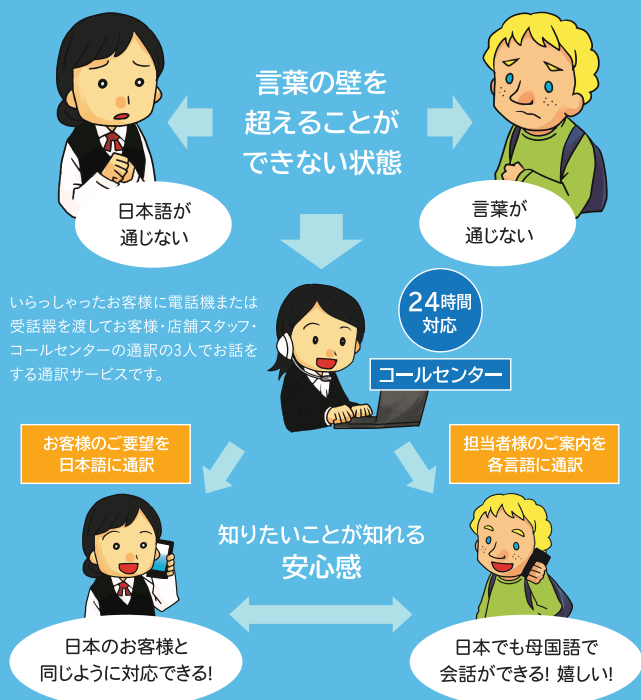 言葉の壁を
超えることが
できない状態
日本語が
通じない
言葉が
通じない
いらっしゃったお客様に電話機または
受話器を渡してお客様・店舗スタッフ・
コールセンターの通訳の3人でお話を
する通訳サービスです。
24時間
対応
コールセンター
お客様のご要望を
日本語に通訳
担当者様のご案内を
各言語に通訳
知りたいことが知れる
安心感
日本のお客様と
同じように対応できる!
日本でも母国語で
会話ができる! 嬉しい!